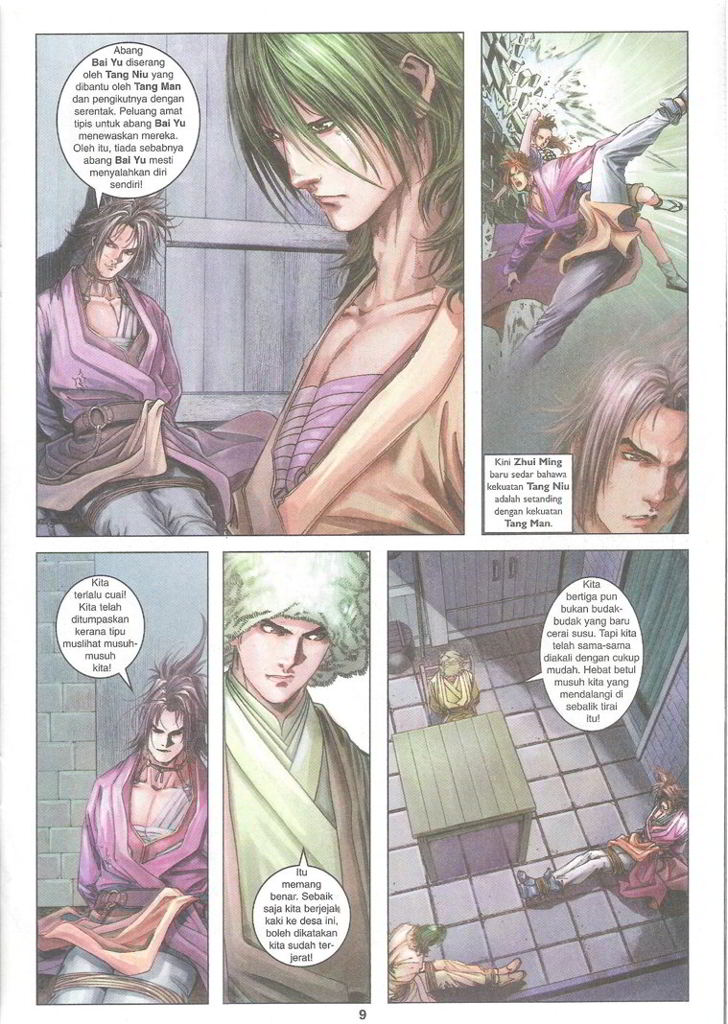 Abang
Bai Yu diserang
oleh Tang Niu yang
dibantu oleh Tang Man
dan pengikutnya dengan
serentak. Peluang amat
tipis untuk abang Bai Yu
menewaskan mereka.
Oleh itu, tiada sebabnya
abang Bai Yu mesti
menyalahkan diri
sendiri!
Kini Zhui Ming
baru sedar bahawa
kekuatan Tang Niu
adalah setanding
dengan kekuatan
Tang Man.
Kita
terlalu cuai!
Kita telah
ditumpaskan
kerana tipu
muslihat musuh-
musuh
kita!
Itu
memang
benar. Sebaik
saja kita berjejak
kaki ke desa ini,
boleh dikatakan
kita sudah ter-
jerat!
Kita
bertiga pun
bukan budak-
budak yang baru
cerai susu. Tapi kita
telah sama-sama
diakali dengan cukup
mudah. Hebat betul
musuh kita yang
mendalangi di
sebalik tirai
itu!
9